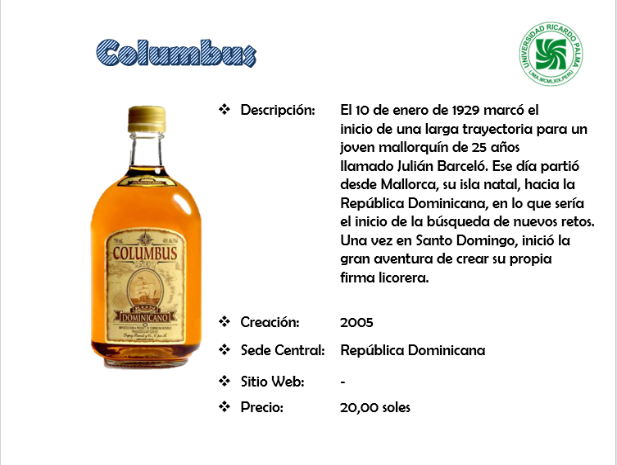 Columbus
UNIVERSIDAD RICARDO PALMA
LIMA, MCMLXIX, PERU
❖ Descripción: El 10 de enero de 1929 marcó el
inicio de una larga trayectoria para un
joven mallorquín de 25 años
llamado Julián Barceló. Ese día partió
desde Mallorca, su isla natal, hacia la
República Dominicana, en lo que sería
el inicio de la búsqueda de nuevos retos.
Una vez en Santo Domingo, inició la
gran aventura de crear su propia
firma licorera.
❖ Creación: 2005
❖ Sede Central: República Dominicana
❖ Sitio Web: -
❖ Precio: 20,00 soles
COLUMBUS
DOMINICANO